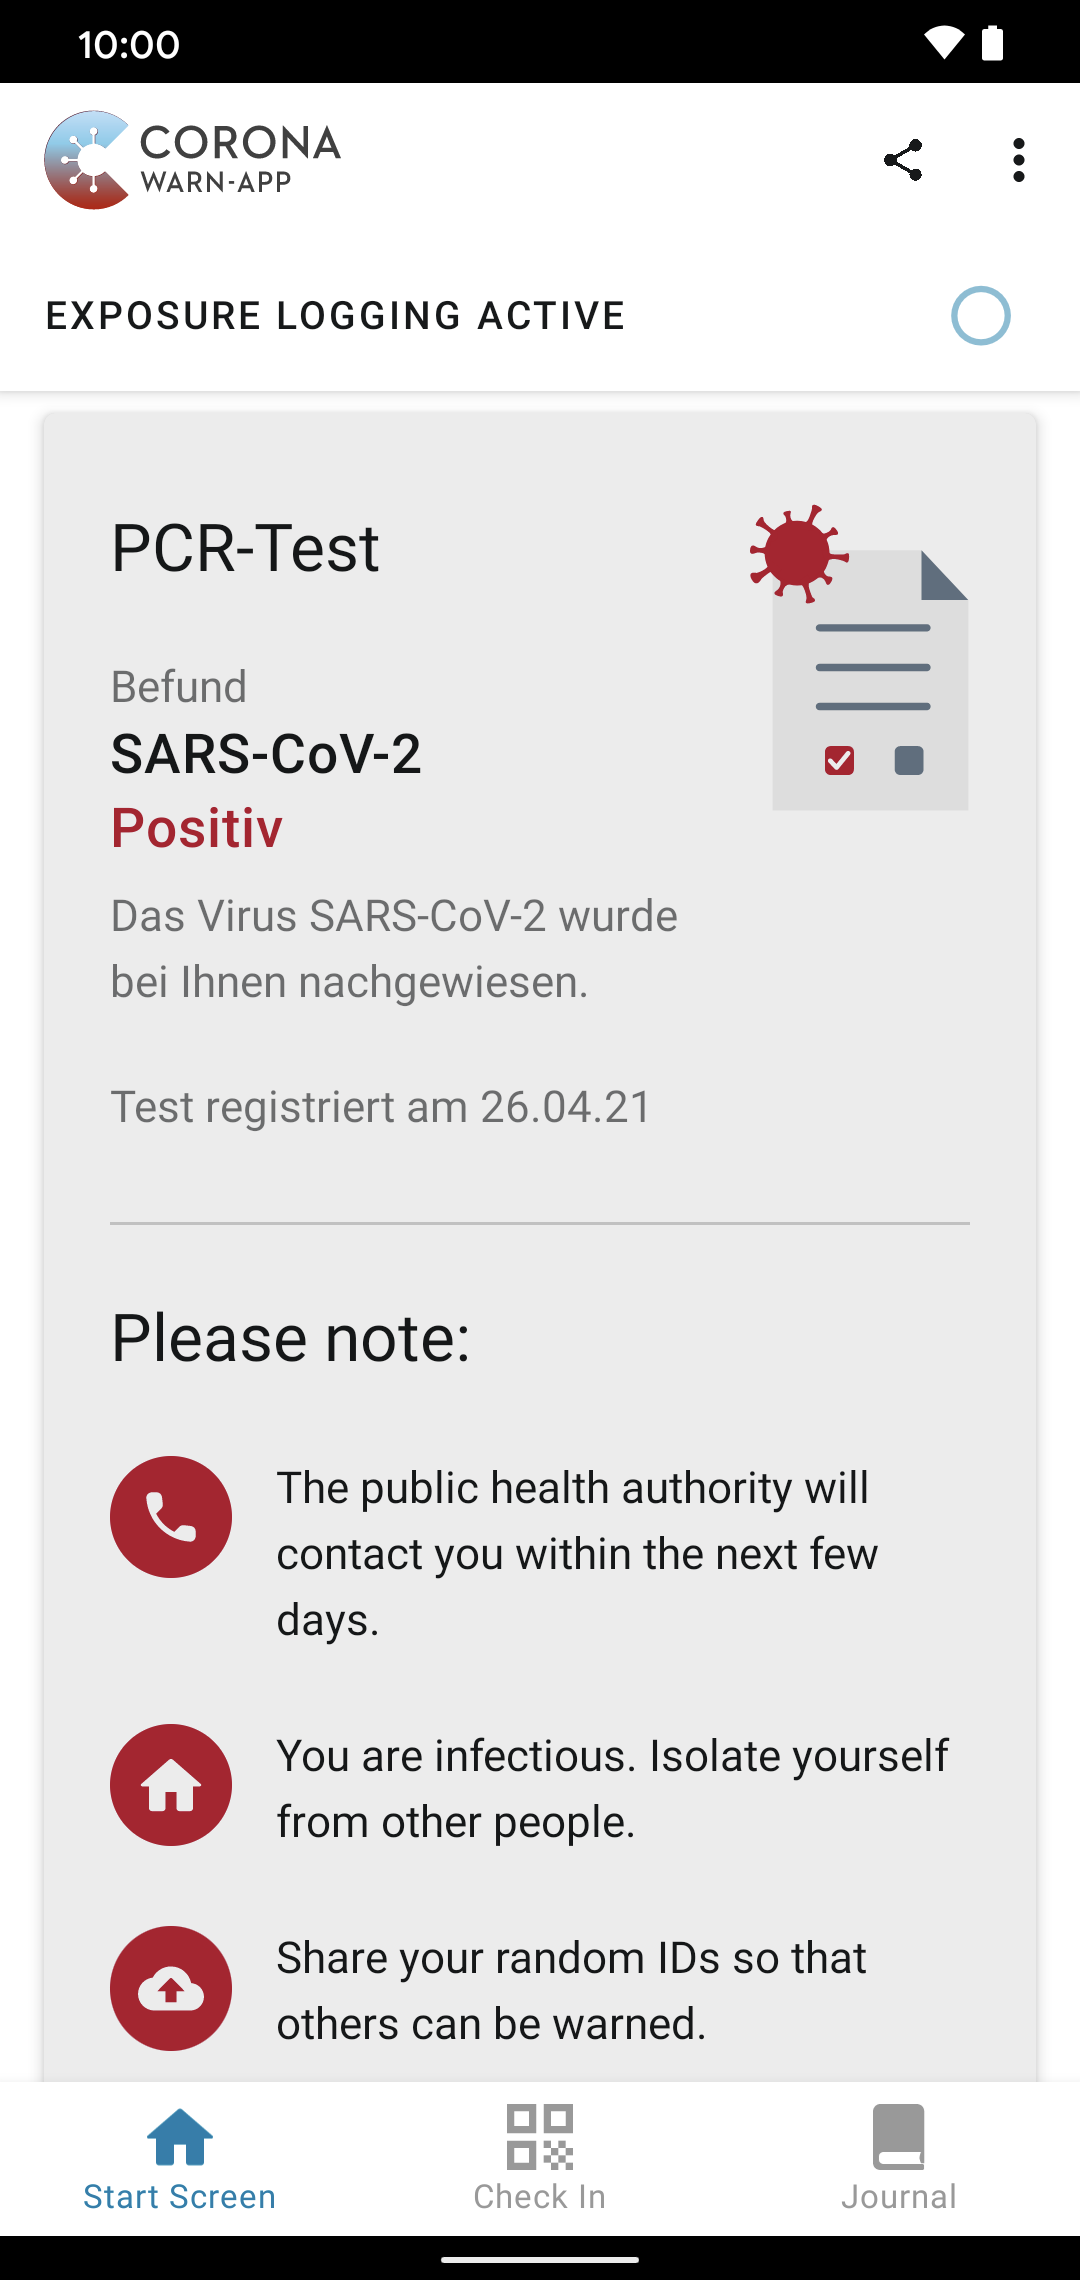 10:00
CORONA
WARN-APP
EXPOSURE LOGGING ACTIVE
PCR-Test
Befund
SARS-CoV-2
Positiv
Das Virus SARS-CoV-2 wurde
bei Ihnen nachgewiesen.
Test registriert am 26.04.21
Please note:
The public health authority will
contact you within the next few
days.
You are infectious. Isolate yourself
from other people.
Share your random IDs so that
others can be warned.
Start Screen
Check In
Journal